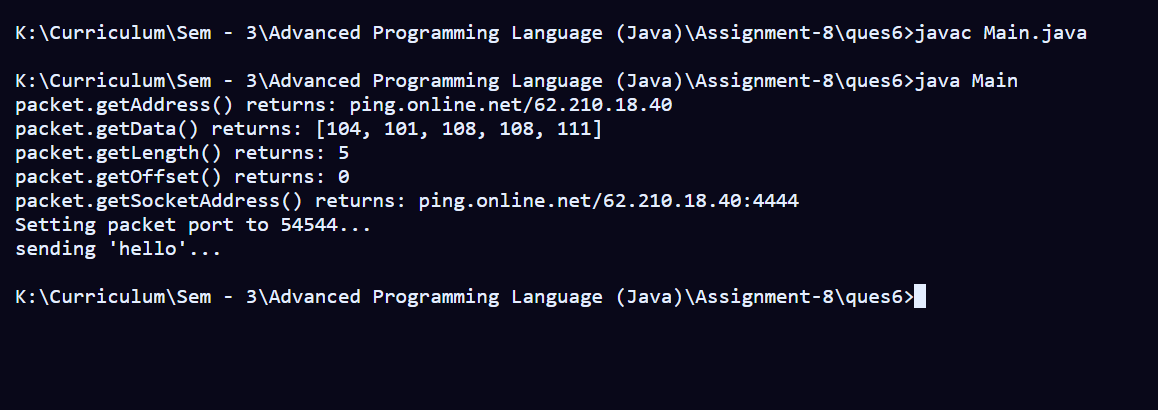 K:\Curriculum\Sem - 3\Advanced Programming Language (Java)\Assignment-8\ques6>javac Main.java
K:\Curriculum\Sem - 3\Advanced Programming Language (Java)\Assignment-8\ques6>java Main
packet.getAddress() returns: ping.online.net/62.210.18.40
packet.getData() returns: [104, 101, 108, 108, 111]
packet.getLength() returns: 5
packet.getOffset() returns: 0
packet.getSocketAddress() returns: ping.online.net/62.210.18.40:4444
Setting packet port to 54544...
sending 'hello'...
K:\Curriculum\Sem - 3\Advanced Programming Language (Java)\Assignment-8\ques6>